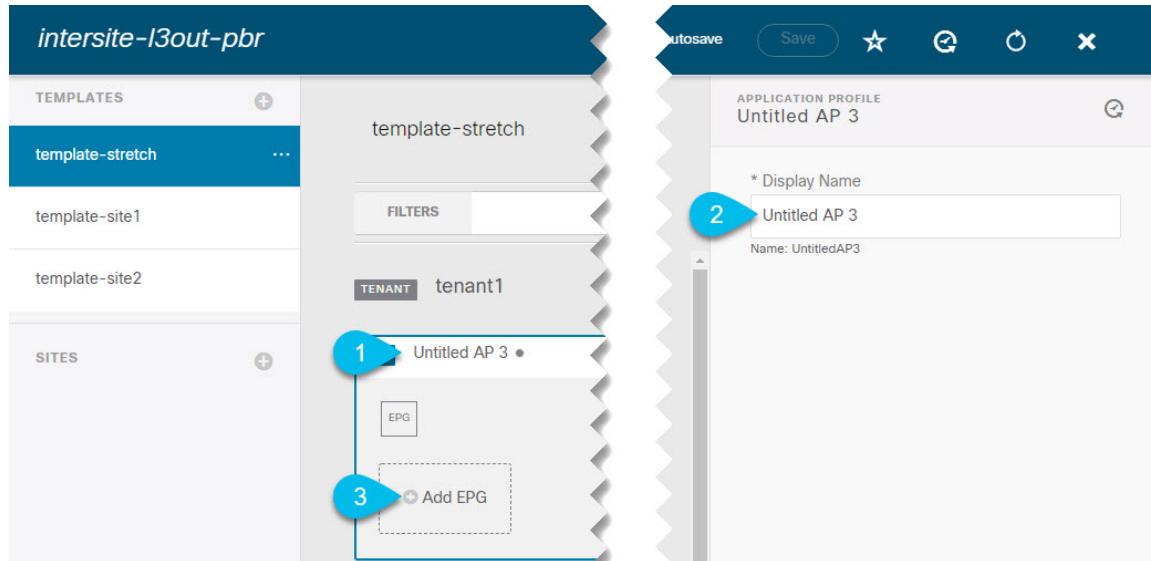 intersite-l3out-pbr
utosave
Save
TEMPLATES
template-stretch
template-site1
template-site2
SITES
template-stretch
FILTERS
TENANT tenant1
1 Untitled AP 3
EPG
3 Add EPG
APPLICATION PROFILE
Untitled AP 3
* Display Name
2 Untitled AP 3
Name: UntitledAP3